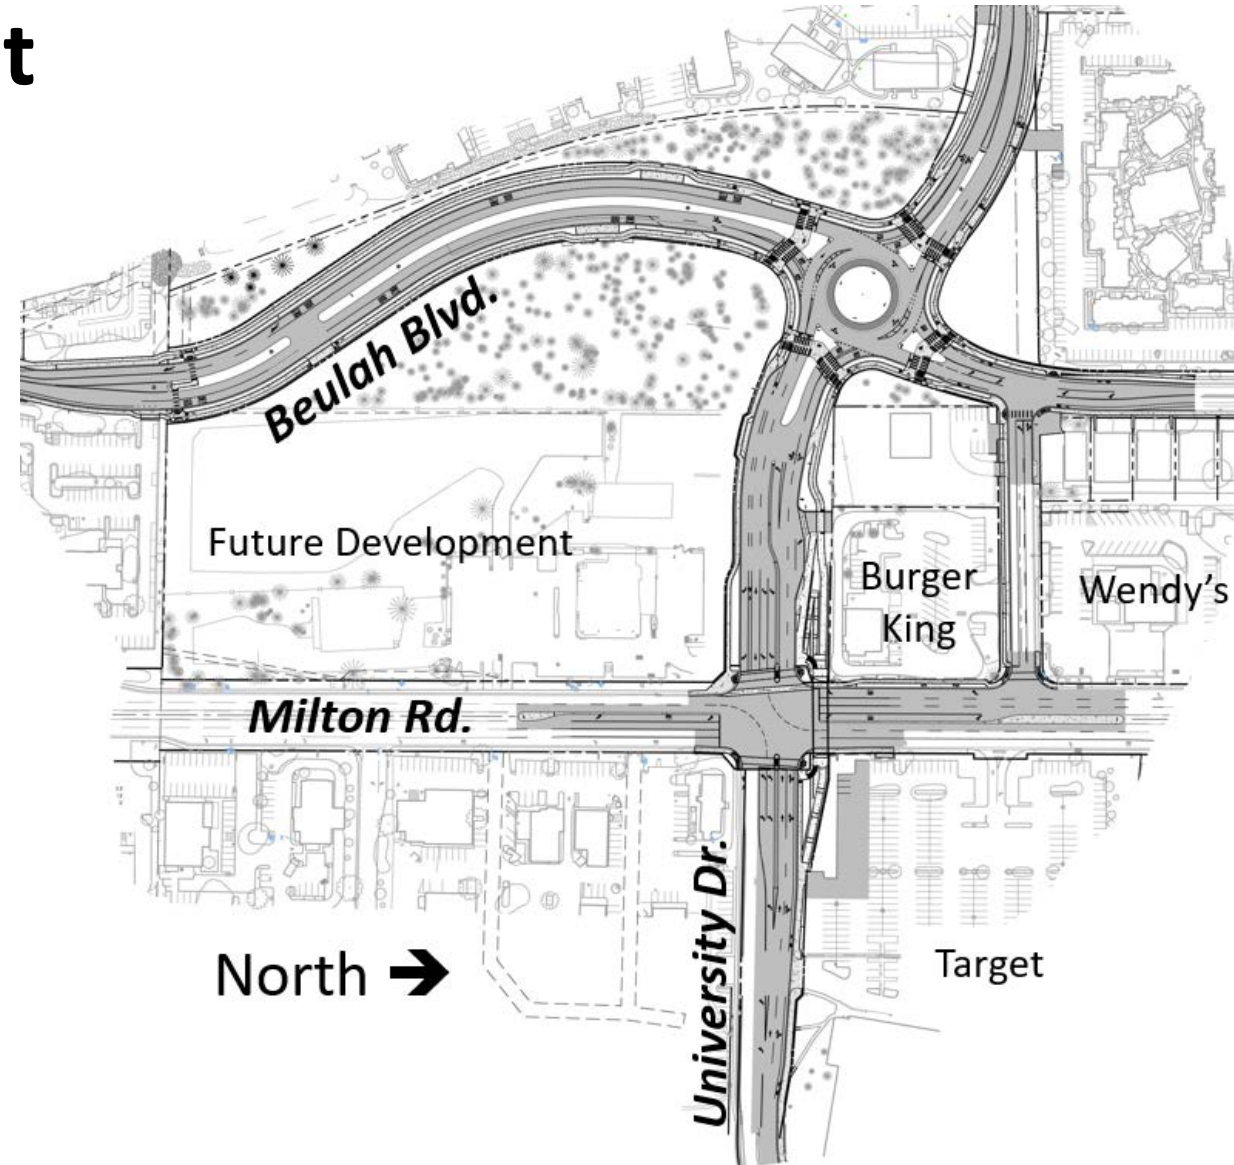 t
Beulah Blvd.
Future Development
Burger
King
Wendy’s
Milton Rd.
University Dr.
North ➔
Target